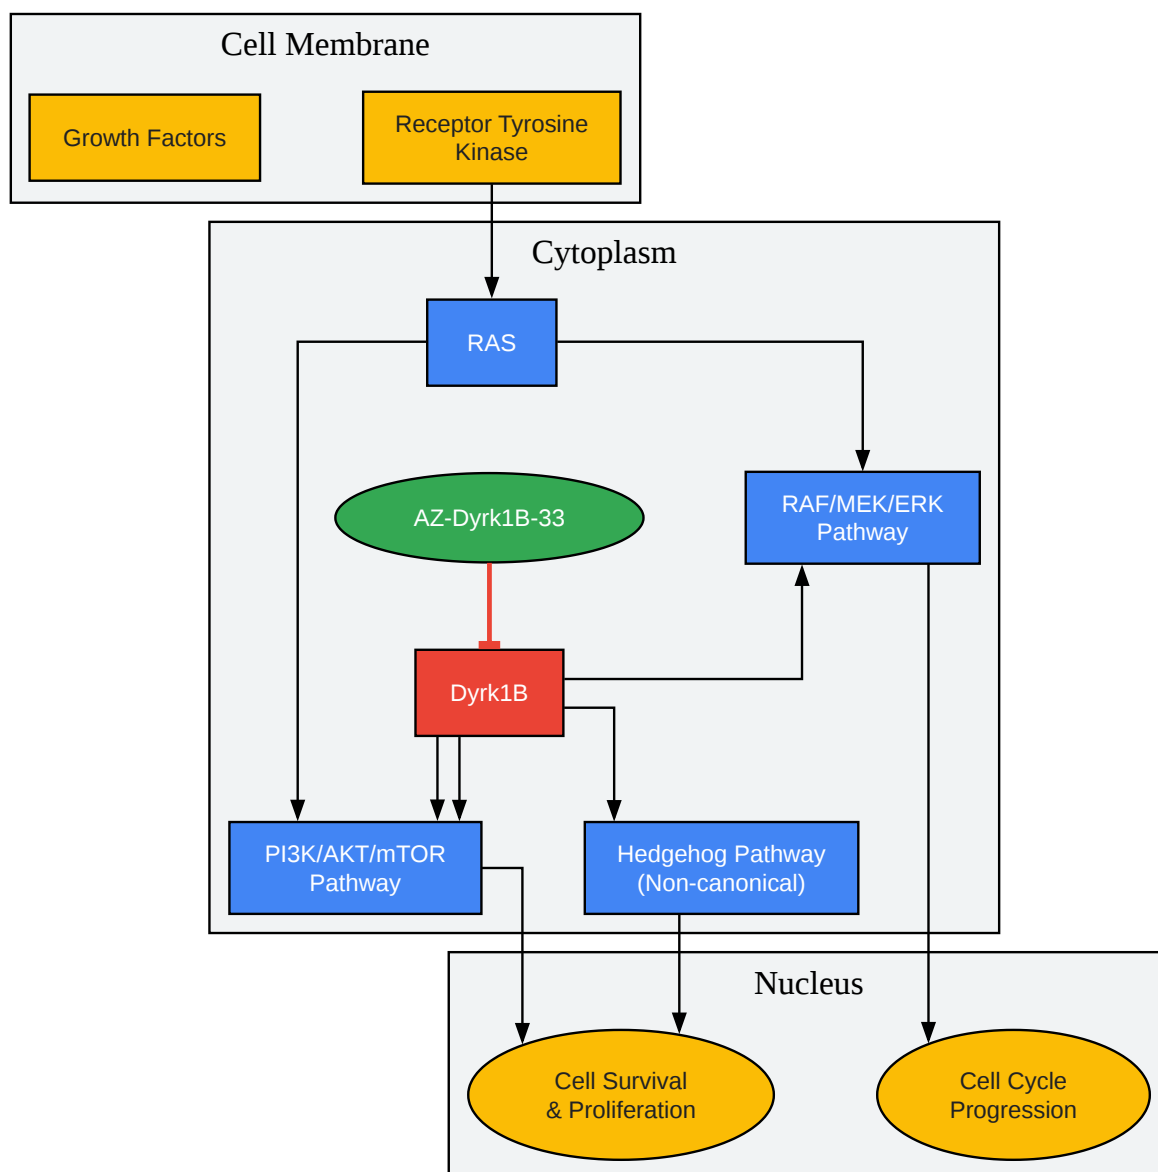 Cell Membrane
Growth Factors
Receptor Tyrosine
Kinase
Cytoplasm
RAS
AZ-Dyrk1B-33
RAF/MEK/ERK
Pathway
Dyrk1B
PI3K/AKT/mTOR
Pathway
Hedgehog Pathway
(Non-canonical)
Nucleus
Cell Survival
& Proliferation
Cell Cycle
Progression